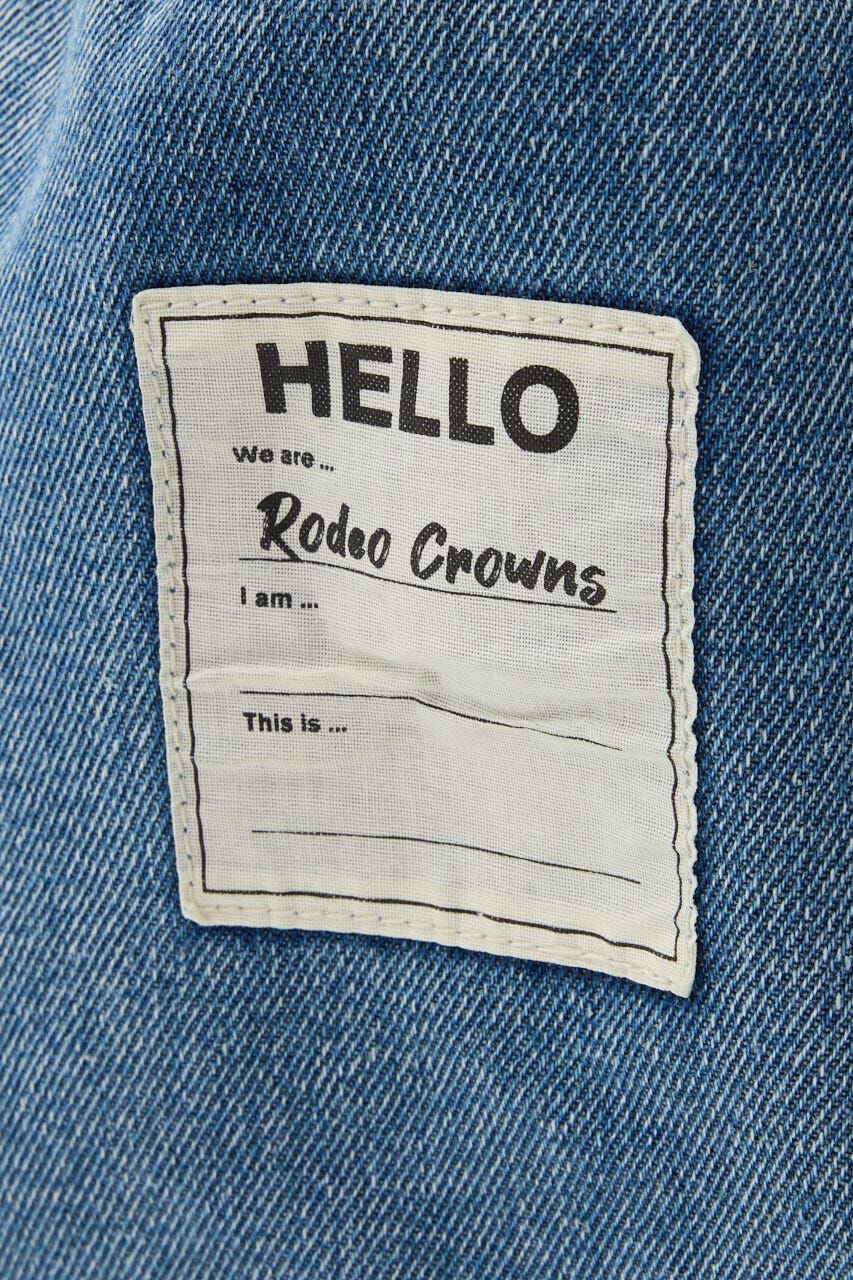 HELLO
We are ...
Rodeo Crowns
I am ...
This is ...